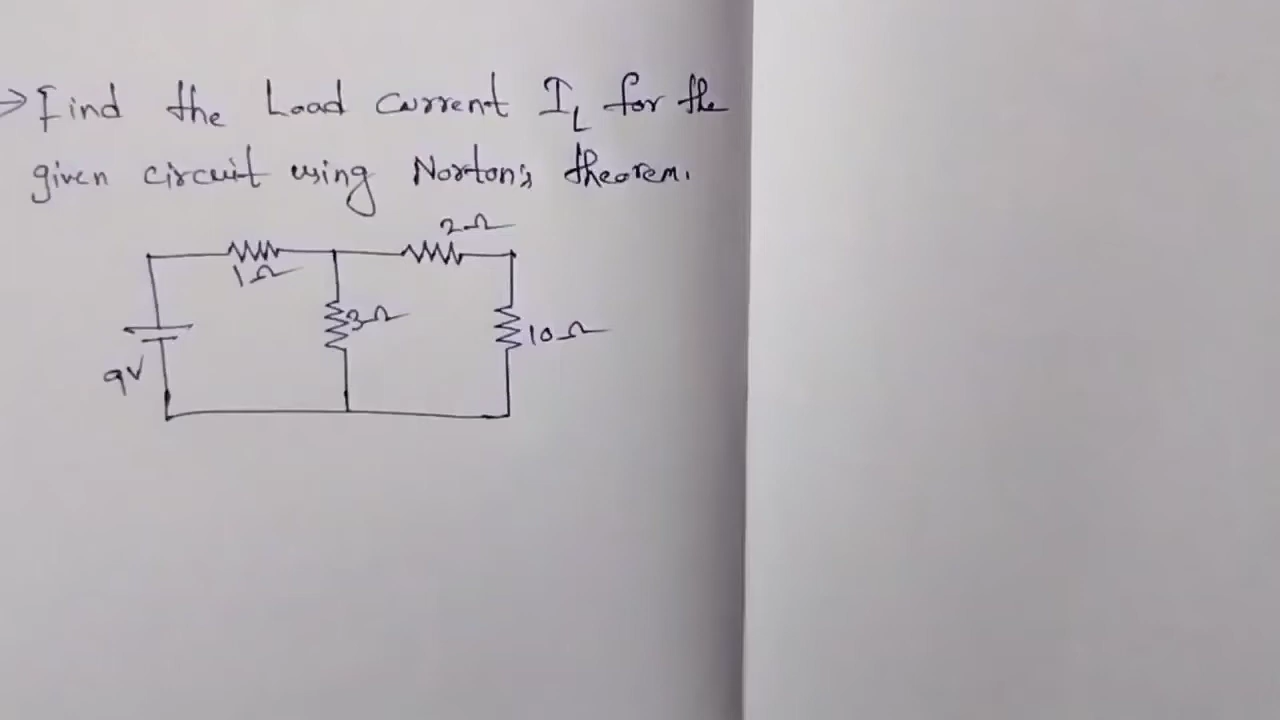 → Find the Load current I_L for the
given circuit using Norton's theorem.
2Ω
1Ω
3Ω
10Ω
9V